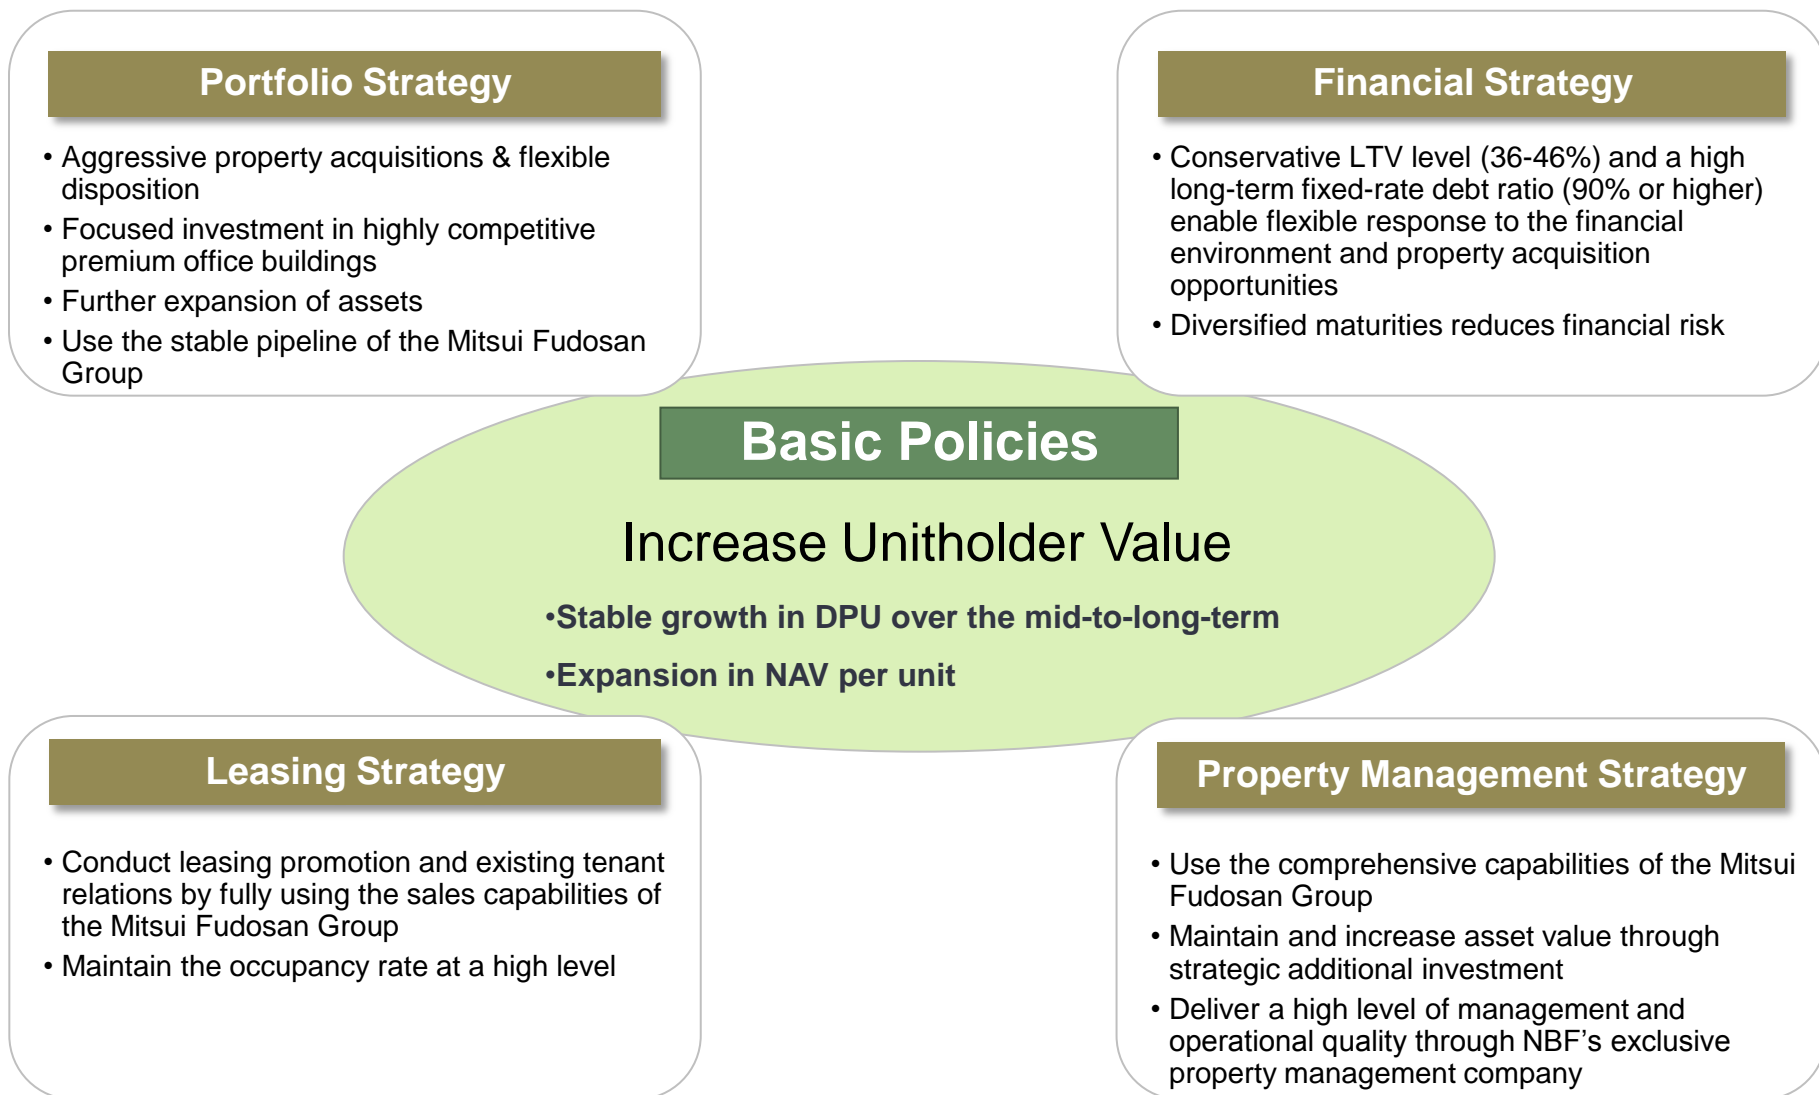 Portfolio Strategy
• Aggressive property acquisitions & flexible
disposition
• Focused investment in highly competitive
premium office buildings
• Further expansion of assets
• Use the stable pipeline of the Mitsui Fudosan
Group
Financial Strategy
• Conservative LTV level (36-46%) and a high
long-term fixed-rate debt ratio (90% or higher)
enable flexible response to the financial
environment and property acquisition
opportunities
• Diversified maturities reduces financial risk
Basic Policies
Increase Unitholder Value
•Stable growth in DPU over the mid-to-long-term
•Expansion in NAV per unit
Leasing Strategy
• Conduct leasing promotion and existing tenant
relations by fully using the sales capabilities of
the Mitsui Fudosan Group
• Maintain the occupancy rate at a high level
Property Management Strategy
• Use the comprehensive capabilities of the Mitsui
Fudosan Group
• Maintain and increase asset value through
strategic additional investment
• Deliver a high level of management and
operational quality through NBF’s exclusive
property management company